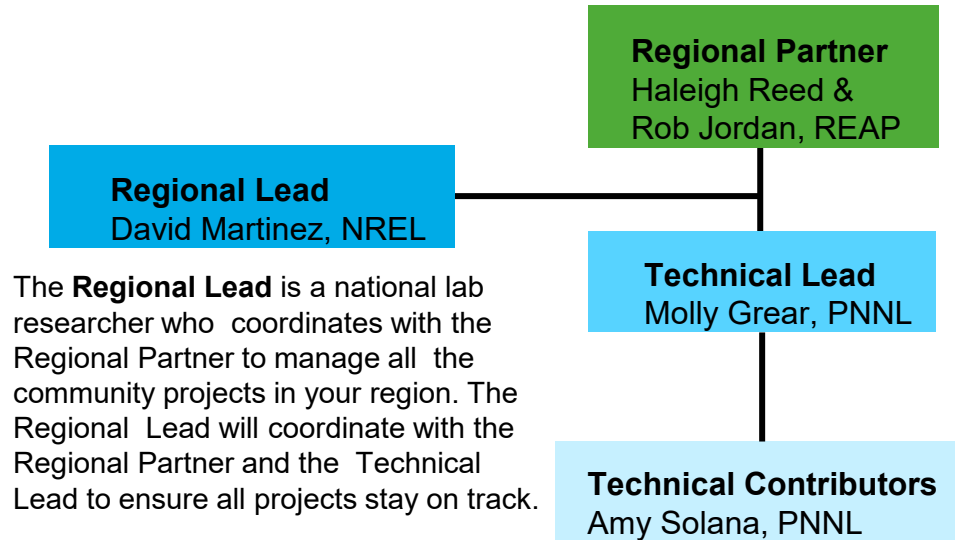 Regional Partner
Haleigh Reed &
Rob Jordan, REAP
Regional Lead
David Martinez, NREL
Technical Lead
Molly Grear, PNNL
The Regional Lead is a national lab
researcher who coordinates with the
Regional Partner to manage all the
community projects in your region. The
Regional Lead will coordinate with the
Regional Partner and the Technical
Lead to ensure all projects stay on track.
Technical Contributors
Amy Solana, PNNL